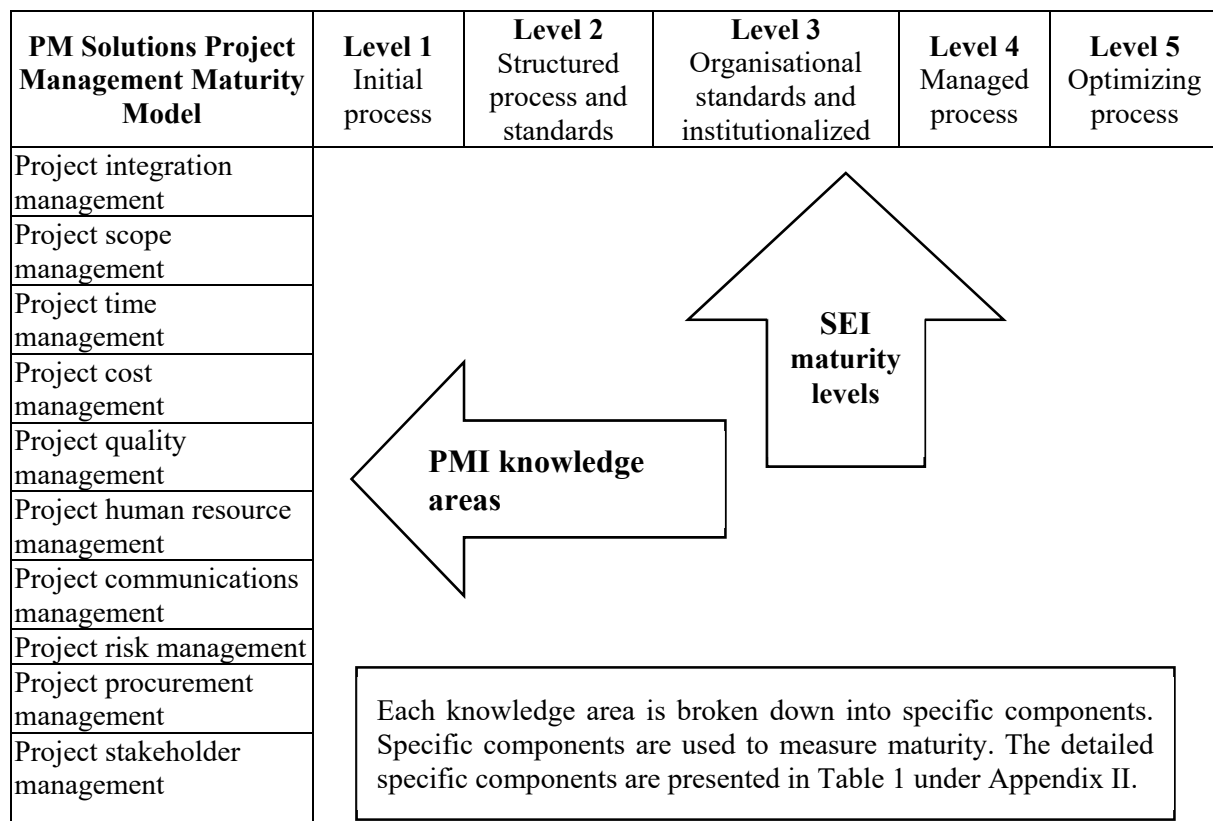 PM Solutions Project
Management Maturity
Model
Level 1
Initial
process
Level 2
Structured
process and
standards
Level 3
Organisational
standards and
institutionalized
Level 4
Managed
process
Level 5
Optimizing
process
Project integration
management
Project scope
management
Project time
management
Project cost
management
Project quality
management
Project human resource
management
Project communications
management
Project risk management
Project procurement
management
Project stakeholder
management
SEI
maturity
levels
PMI knowledge
areas
Each knowledge area is broken down into specific components.
Specific components are used to measure maturity. The detailed
specific components are presented in Table 1 under Appendix II.